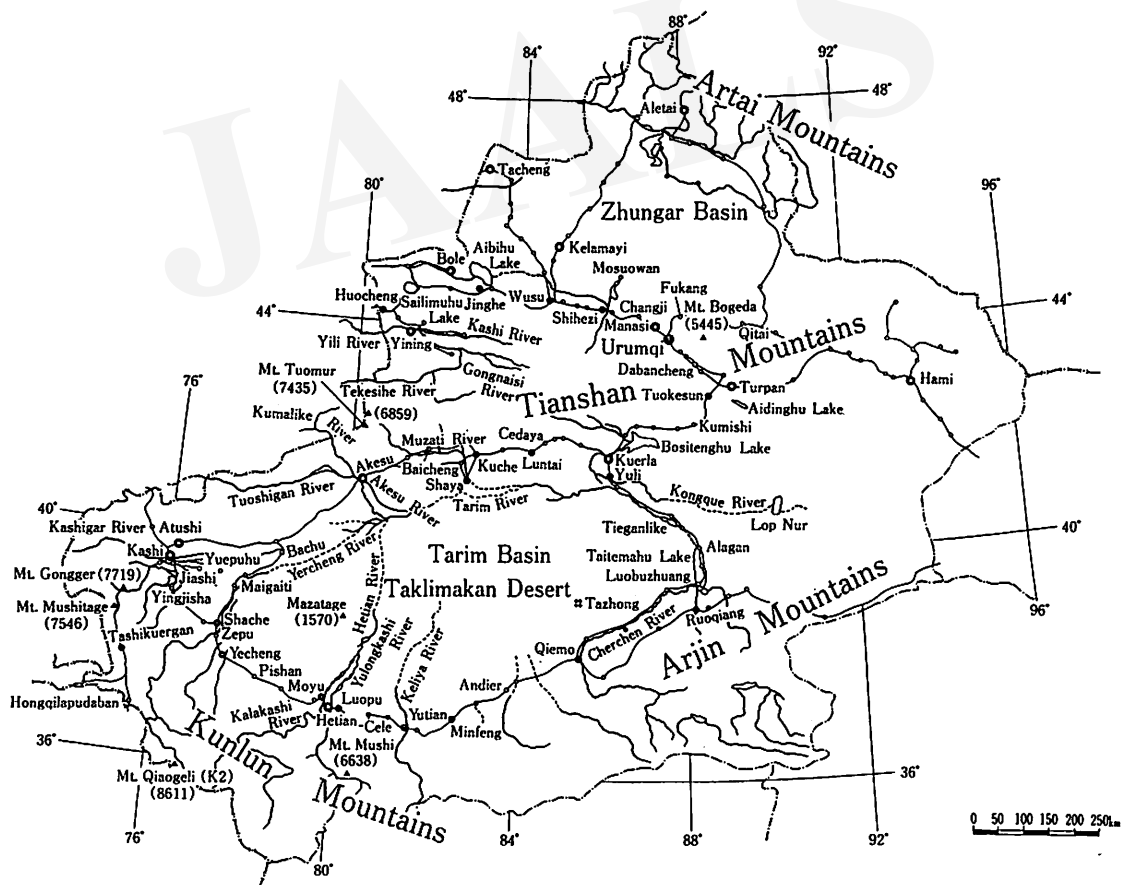 JAALS
88°
84°
92°
48°
48°
Artai Mountains
Aletai
Tacheng
80°
96°
Zhungar Basin
Kelamayi
Aibihu
Lake
Bole
Mosuowan
Fukang
Huocheng
Sailimuhu
Lake
Jinghe
Wusu
Shihezi
Changji
Manasi
Mt. Bogeda
(5445)
Qitai
44°
44°
Kashi River
Yili River
Yining
Urumqi
Dabancheng
Tianshan Mountains
Gongnaisi
River
Mt. Tuomur
(7435)
76°
Tekesihe River
(6859)
Tuokesun
Turpan
Hami
Aidinghu Lake
Kumalike
River
Kumishi
Muzati River
Cedaya
Bositenghu Lake
Akesu
Baicheng
Kuche
Luntai
Kuerla
Yuli
Shaya
Tuoshigan River
Akesu River
Tarim River
Kongque River
Lop Nur
40°
40°
Kashigar River
Atushi
Tieganlike
Bachu
Kashi
Yuepuhu
Yercheng River
Tarim Basin
Alagan
Taitemahu Lake
Luobuzhuang
Mt. Gongger (7719)
Jiashi
Maigaiti
Yingjisha
Hetian River
Taklimakan Desert
Mt. Mushitage
(7546)
Mazatage
(1570)
Tazhong
96°
Tashikuergan
Shache
Zepu
Yulongkashi
River
Cherchen River
Ruoqiang
Arjin Mountains
Yecheng
Keliya River
Qiemo
Pishan
Andier
Hongqilapudaban
Moyu
Luopu
Kalakashi
River
Hetian
Cele
Yutian
Minfeng
36°
36°
Kunlun Mountains
Mt. Mushi
(6638)
Mt. Qiaogeli (K2)
(8611)
76°
80°
84°
88°
92°
0 50 100 150 200 250km